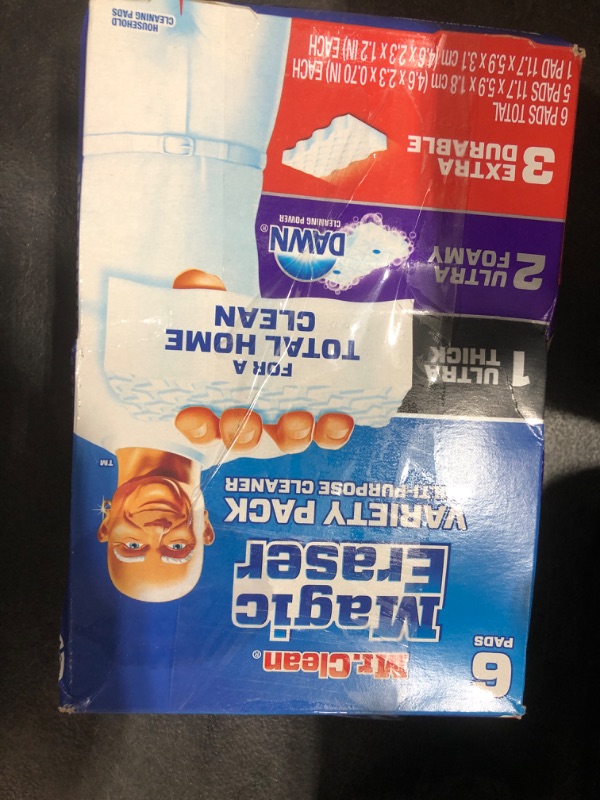 6
PADS
Mr.Clean®
Magic
Eraser
VARIETY PACK
MULTI-PURPOSE CLEANER
TM
1 ULTRA
THICK
FOR A
TOTAL HOME
CLEAN
2 ULTRA
FOAMY
DAWN®
CLEANING POWER
3 EXTRA
DURABLE
6 PADS TOTAL
5 PADS 11.7 x 5.9 x 1.8 cm (4.6 x 2.3 x 0.70 IN) EACH
1 PAD 11.7 x 5.9 x 3.1 cm (4.6 x 2.3 x 1.2 IN) EACH
HOUSEHOLD
CLEANING PADS